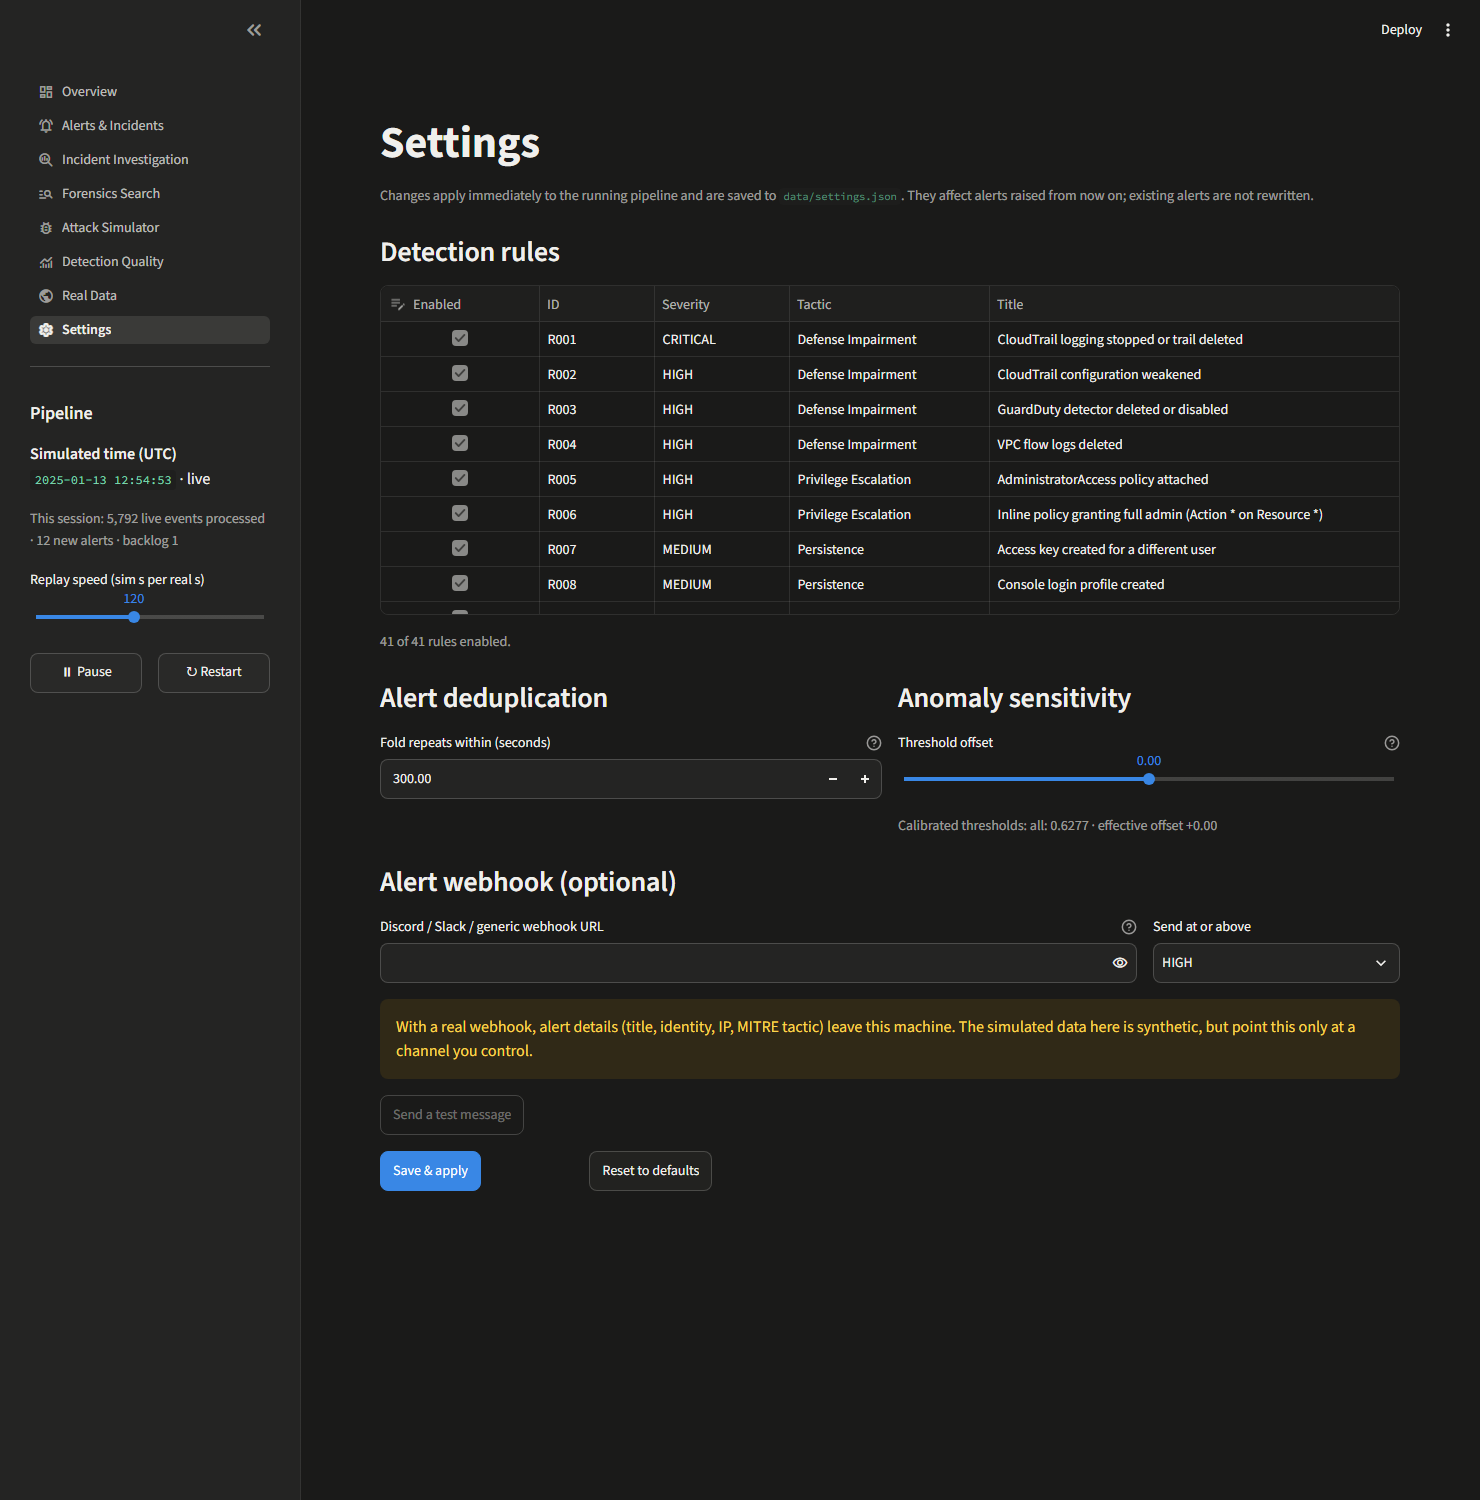 Deploy
Overview
Alerts & Incidents
Incident Investigation
Forensics Search
Attack Simulator
Detection Quality
Real Data
Settings
Pipeline
Simulated time (UTC)
2025-01-13 12:54:53 · live
This session: 5,792 live events processed
· 12 new alerts · backlog 1
Replay speed (sim s per real s)
120
Pause
↻ Restart
Settings
Changes apply immediately to the running pipeline and are saved to data/settings.json . They affect alerts raised from now on; existing alerts are not rewritten.
Detection rules
Enabled ID Severity Tactic Title
R001 CRITICAL Defense Impairment CloudTrail logging stopped or trail deleted
R002 HIGH Defense Impairment CloudTrail configuration weakened
R003 HIGH Defense Impairment GuardDuty detector deleted or disabled
R004 HIGH Defense Impairment VPC flow logs deleted
R005 HIGH Privilege Escalation AdministratorAccess policy attached
R006 HIGH Privilege Escalation Inline policy granting full admin (Action * on Resource *)
R007 MEDIUM Persistence Access key created for a different user
R008 MEDIUM Persistence Console login profile created
41 of 41 rules enabled.
Alert deduplication
Fold repeats within (seconds)
300.00
Anomaly sensitivity
Threshold offset
0.00
Calibrated thresholds: all: 0.6277 · effective offset +0.00
Alert webhook (optional)
Discord / Slack / generic webhook URL
Send at or above
HIGH
With a real webhook, alert details (title, identity, IP, MITRE tactic) leave this machine. The simulated data here is synthetic, but point this only at a
channel you control.
Send a test message
Save & apply
Reset to defaults